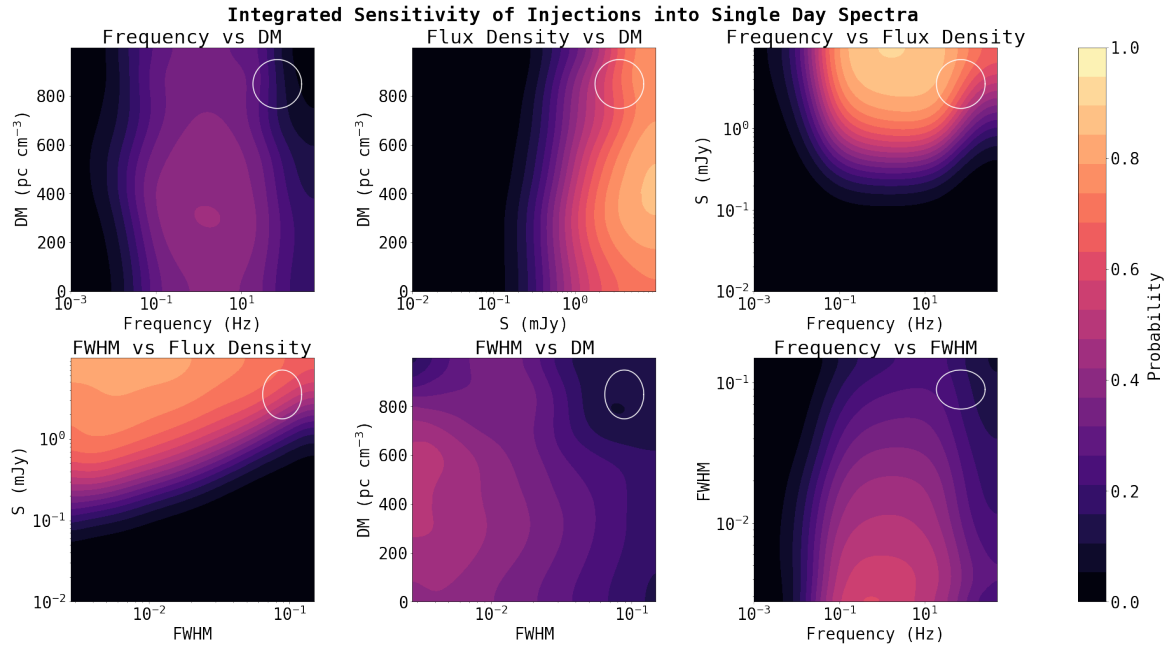 Integrated Sensitivity of Injections into Single Day Spectra
Frequency vs DM
Flux Density vs DM
Frequency vs Flux Density
DM (pc cm⁻³)
800
600
400
200
0
10⁻³
10⁻¹
10¹
Frequency (Hz)
DM (pc cm⁻³)
800
600
400
200
0
10⁻²
10⁰
S (mJy)
S (mJy)
10⁰
10⁻¹
10⁻²
10⁻³
10⁻¹
10¹
Frequency (Hz)
FWHM vs Flux Density
FWHM vs DM
Frequency vs FWHM
S (mJy)
10⁰
10⁻¹
10⁻²
10⁻²
10⁻¹
FWHM
DM (pc cm⁻³)
800
600
400
200
0
10⁻²
10⁻¹
FWHM
FWHM
10⁻¹
10⁻²
10⁻³
10⁻¹
10¹
Frequency (Hz)
1.0
0.8
0.6
0.4
0.2
0.0
Probability